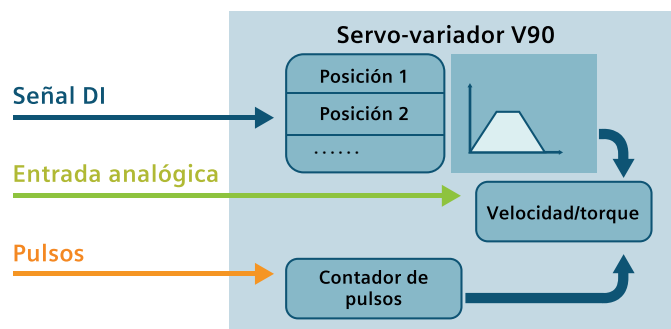 Servo-variador V90
Señal DI
Posición 1
Posición 2
......
Entrada analógica
Velocidad/torque
Pulsos
Contador de
pulsos